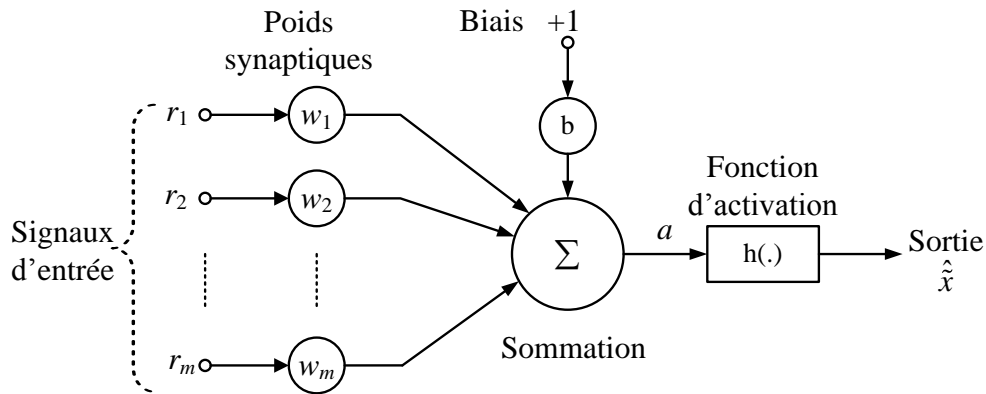 Poids
synaptiques
Biais +1
r1
w1
b
r2
w2
Signaux
d'entrée
Σ
a
Fonction
d'activation
h(.)
Sortie
x̃̂
rm
wm
Sommation